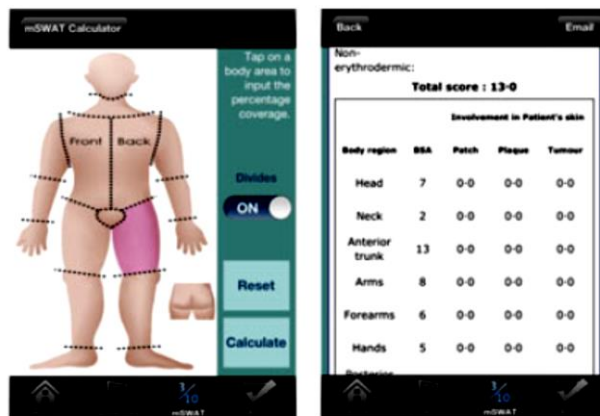 mSWAT Calculator
Tap on a
body area to
input the
percentage
coverage.
Front Back
Divides
ON
Reset
Calculate
3/10
mSWAT
Back Email
Non-
erythrodermic:
Total score : 13·0
Involvement in Patient's skin
Body region BSA Patch Plaque Tumour
Head 7 0·0 0·0 0·0
Neck 2 0·0 0·0 0·0
Anterior
trunk 13 0·0 0·0 0·0
Arms 8 0·0 0·0 0·0
Forearms 6 0·0 0·0 0·0
Hands 5 0·0 0·0 0·0
3/10
mSWAT